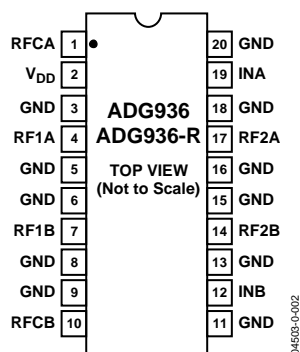 RFCA 1 20 GND
VDD 2 19 INA
GND 3 18 GND
ADG936
RF1A 4 17 RF2A
ADG936-R
GND 5 16 GND
TOP VIEW
(Not to Scale)
GND 6 15 GND
RF1B 7 14 RF2B
GND 8 13 GND
GND 9 12 INB
RFCB 10 11 GND
04503-0-002